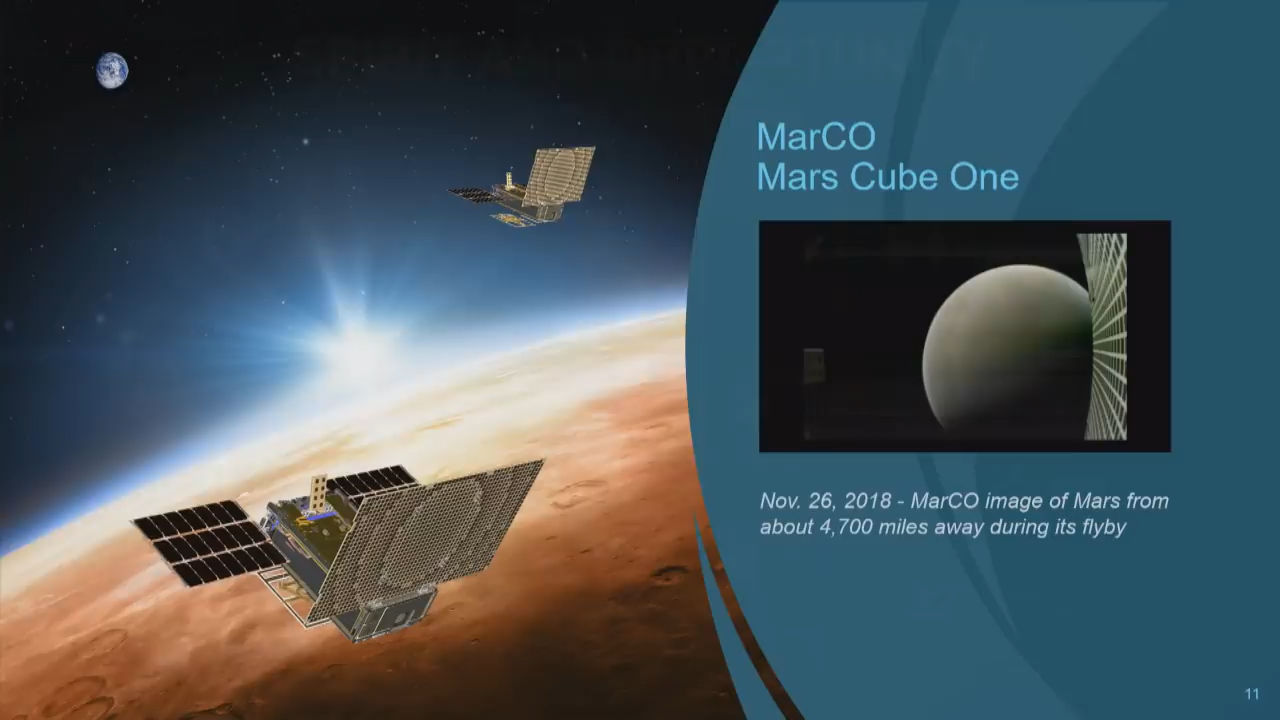 MarCO
Mars Cube One
Nov. 26, 2018 - MarCO image of Mars from
about 4,700 miles away during its flyby
11